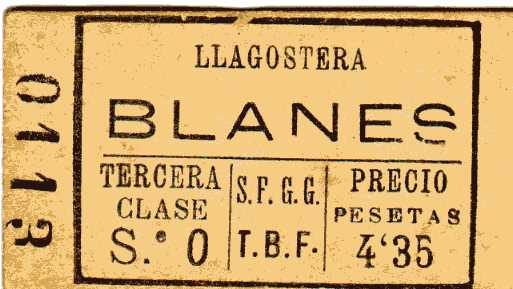 LLAGOSTERA
BLANES
TERCERA
CLASE
S.º 0
S.F.G.G.
T.B.F.
PRECIO
PESETAS
4'35
0113